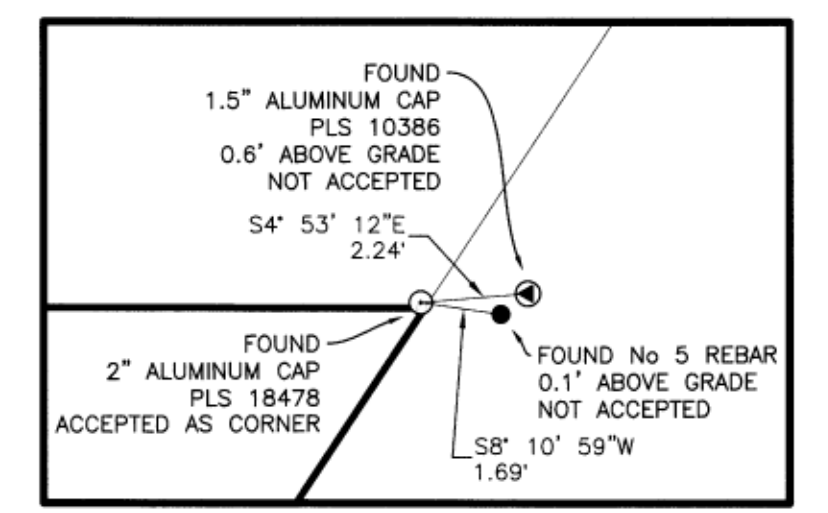 FOUND
1.5" ALUMINUM CAP
PLS 10386
0.6' ABOVE GRADE
NOT ACCEPTED
S4° 53' 12"E
2.24'
FOUND
2" ALUMINUM CAP
PLS 18478
ACCEPTED AS CORNER
FOUND No 5 REBAR
0.1' ABOVE GRADE
NOT ACCEPTED
S8° 10' 59"W
1.69'